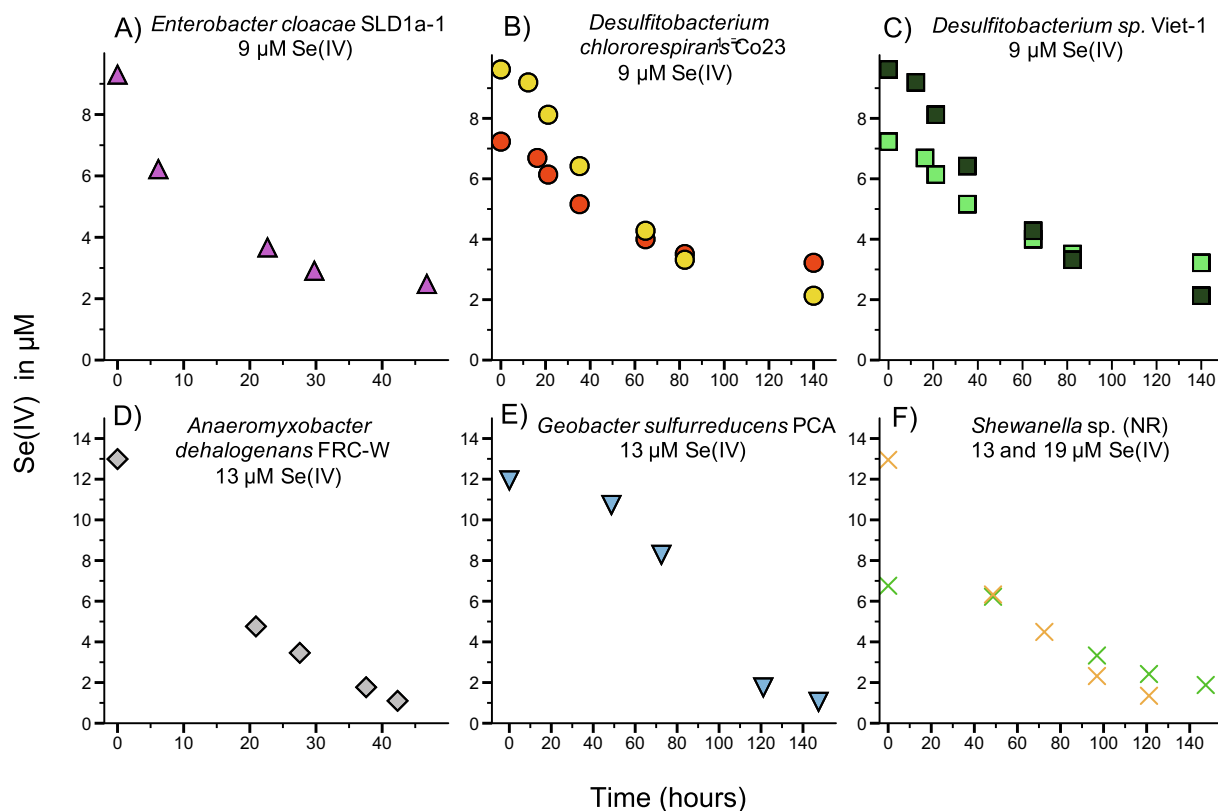 A) Enterobacter cloacae SLD1a-1
9 µM Se(IV)
B) Desulfitobacterium
chlororespirans Co23
9 µM Se(IV)
C) Desulfitobacterium sp. Viet-1
9 µM Se(IV)
8
6
4
2
0
0 10 20 30 40
8
6
4
2
0
0 20 40 60 80 100 120 140
8
6
4
2
0
0 20 40 60 80 100 120 140
Se(IV) in µM
D) Anaeromyxobacter
dehalogenans FRC-W
13 µM Se(IV)
E) Geobacter sulfurreducens PCA
13 µM Se(IV)
F) Shewanella sp. (NR)
13 and 19 µM Se(IV)
14
12
10
8
6
4
2
0
0 10 20 30 40
14
12
10
8
6
4
2
0
0 20 40 60 80 100 120 140
14
12
10
8
6
4
2
0
0 20 40 60 80 100 120 140
Time (hours)